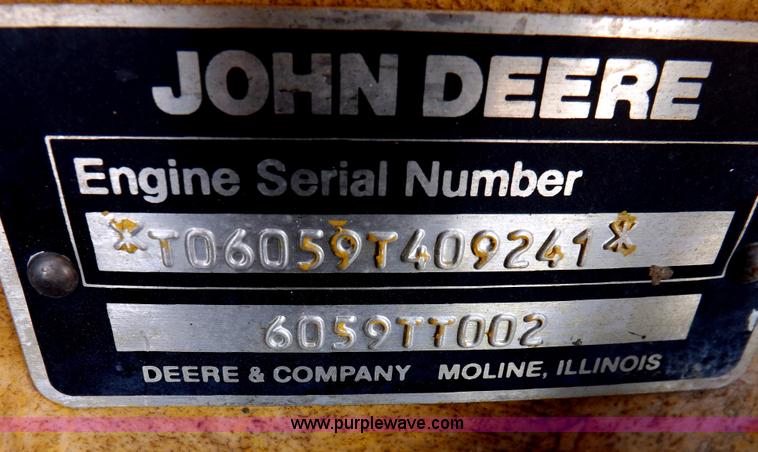 JOHN DEERE
Engine Serial Number
*T06059T409241*
6059TT002
DEERE & COMPANY MOLINE, ILLINOIS
www.purplewave.com